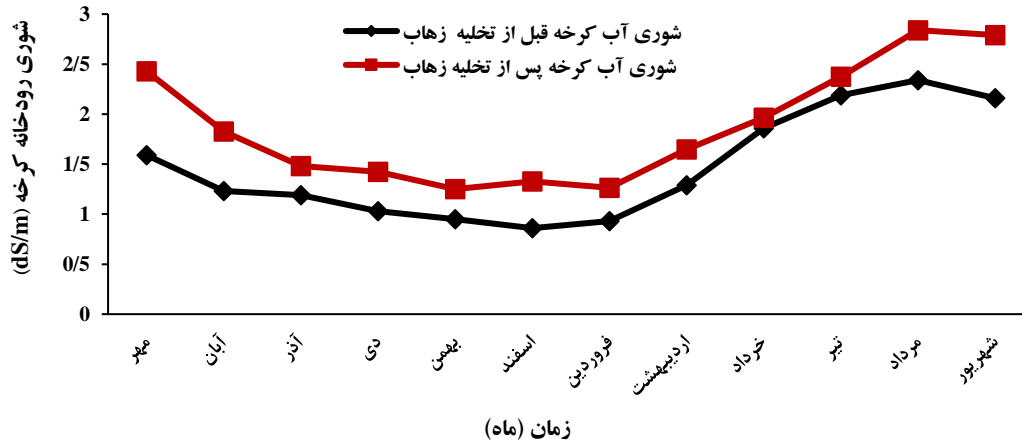 شوری آب کرخه قبل از تخلیه زهاب
شوری آب کرخه پس از تخلیه زهاب
شوری رودخانه کرخه (dS/m)
3
2/5
2
1/5
1
0/5
0
مهر
آبان
آذر
دی
بهمن
اسفند
فروردین
اردیبهشت
خرداد
تیر
مرداد
شهریور
زمان (ماه)